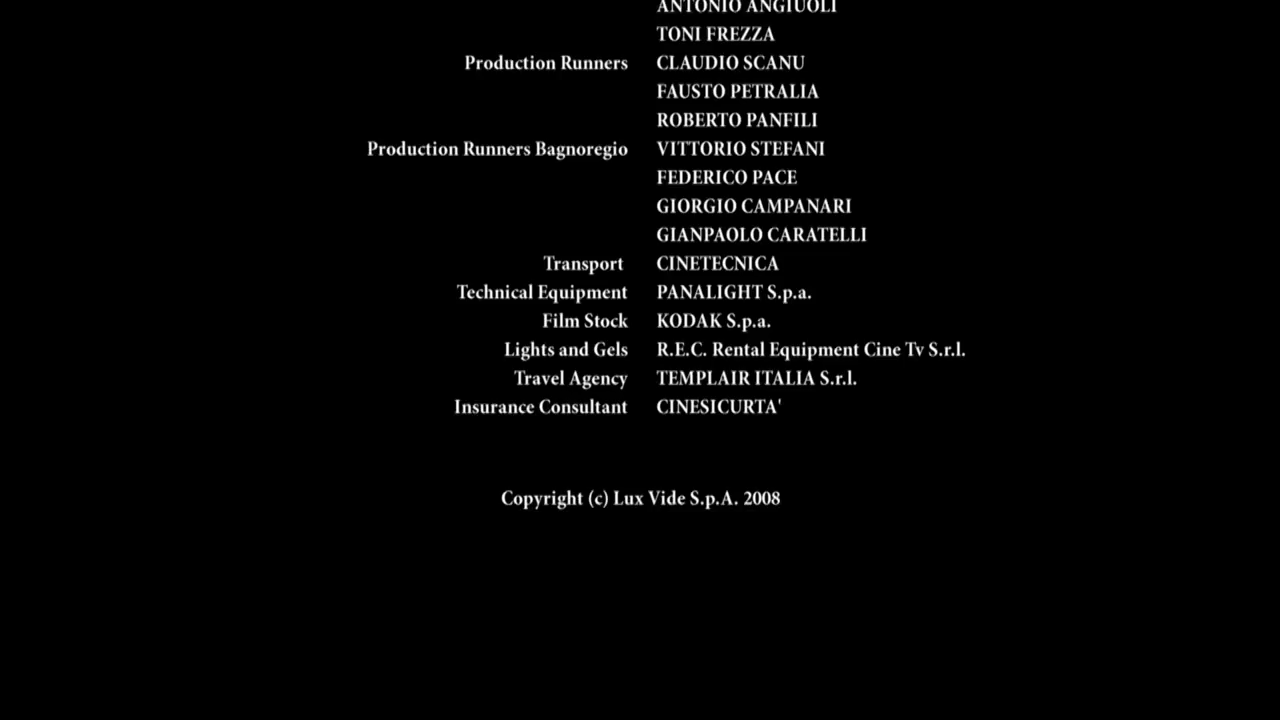 ANTONIO ANGIUOLI
TONI FREZZA
Production Runners CLAUDIO SCANU
FAUSTO PETRALIA
ROBERTO PANFILI
Production Runners Bagnoregio VITTORIO STEFANI
FEDERICO PACE
GIORGIO CAMPANARI
GIANPAOLO CARATELLI
Transport CINETECNICA
Technical Equipment PANALIGHT S.p.a.
Film Stock KODAK S.p.a.
Lights and Gels R.E.C. Rental Equipment Cine Tv S.r.l.
Travel Agency TEMPLAIR ITALIA S.r.l.
Insurance Consultant CINESICURTA'
Copyright (c) Lux Vide S.p.A. 2008